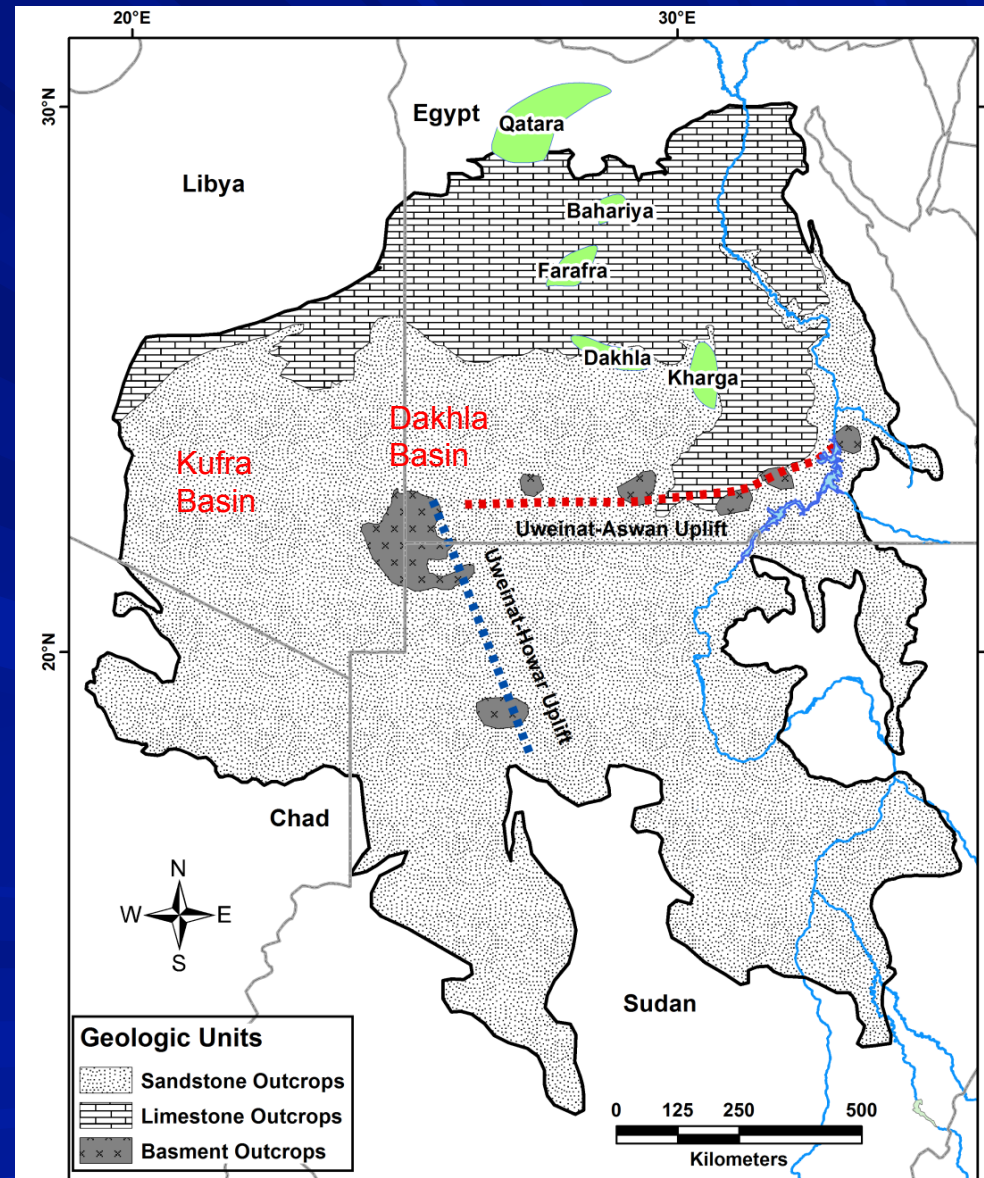 20°E
30°E
30°N
Egypt
Qatara
Libya
Bahariya
Farafra
Dakhla
Kharga
Dakhla
Basin
Kufra
Basin
Uweinat-Aswan Uplift
Uweinat-Howar Uplift
20°N
Chad
N
W
E
S
Sudan
Geologic Units
Sandstone Outcrops
Limestone Outcrops
Basment Outcrops
0 125 250 500
Kilometers